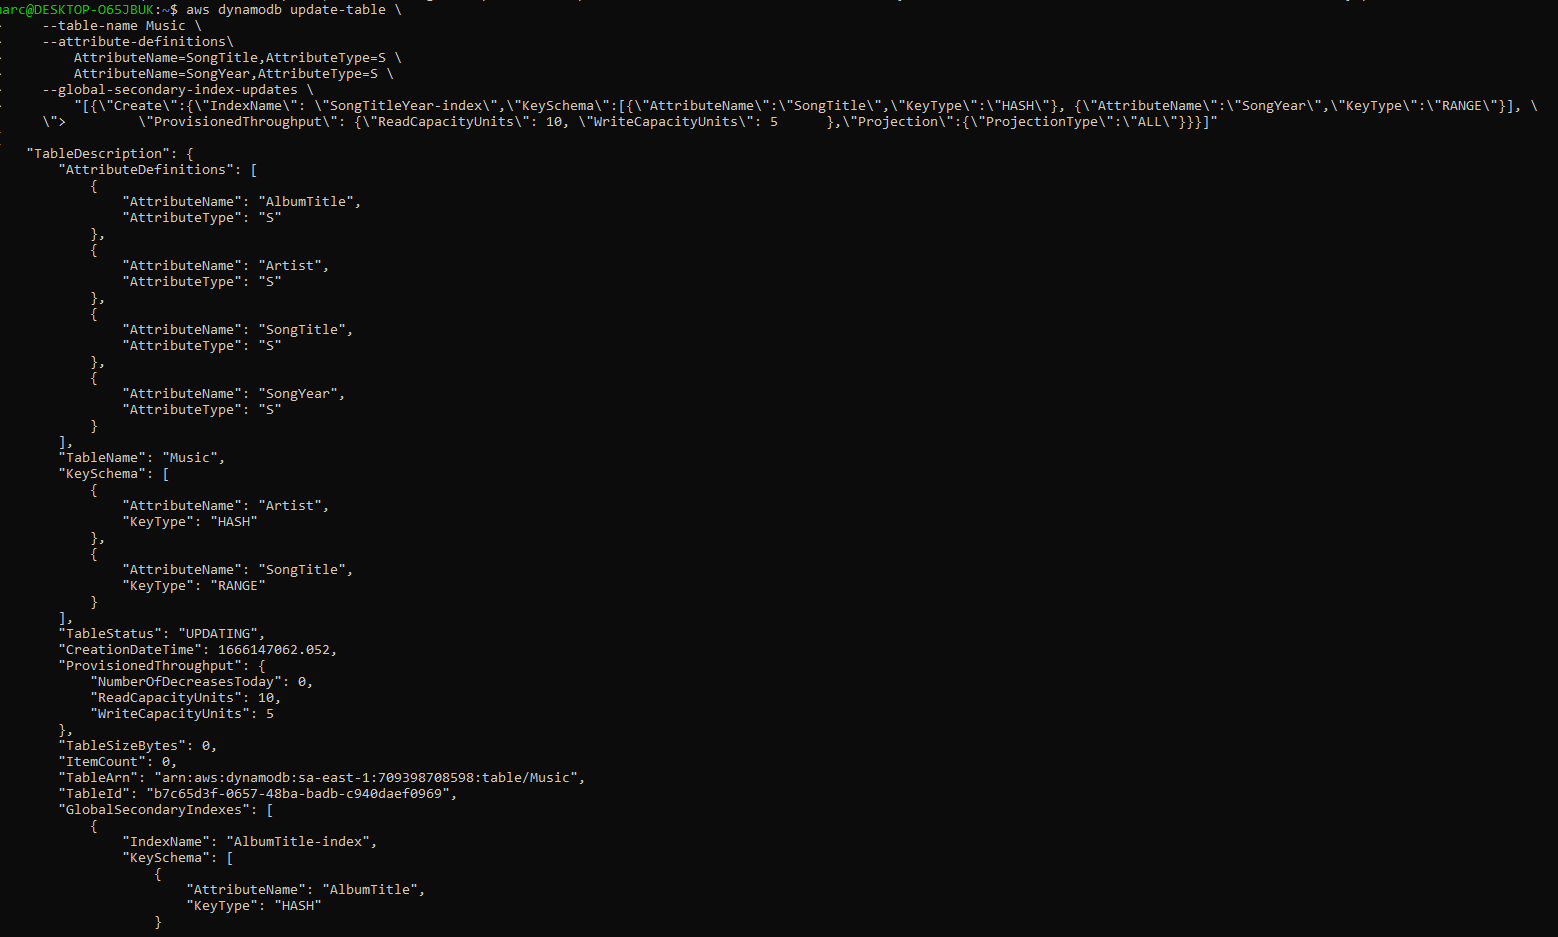 marc@DESKTOP-O65JBUK:~$ aws dynamodb update-table \
>     --table-name Music \
>     --attribute-definitions\
>         AttributeName=SongTitle,AttributeType=S \
>         AttributeName=SongYear,AttributeType=S \
>     --global-secondary-index-updates \
>         "[{\"Create\":{\"IndexName\": \"SongTitleYear-index\",\"KeySchema\":[{\"AttributeName\":\"SongTitle\",\"KeyType\":\"HASH\"}, {\"AttributeName\":\"SongYear\",\"KeyType\":\"RANGE\"}], \
\">         \"ProvisionedThroughput\": {\"ReadCapacityUnits\": 10, \"WriteCapacityUnits\": 5      },\"Projection\":{\"ProjectionType\":\"ALL\"}}}]"
    "TableDescription": {
        "AttributeDefinitions": [
            {
                "AttributeName": "AlbumTitle",
                "AttributeType": "S"
            },
            {
                "AttributeName": "Artist",
                "AttributeType": "S"
            },
            {
                "AttributeName": "SongTitle",
                "AttributeType": "S"
            },
            {
                "AttributeName": "SongYear",
                "AttributeType": "S"
            }
        ],
        "TableName": "Music",
        "KeySchema": [
            {
                "AttributeName": "Artist",
                "KeyType": "HASH"
            },
            {
                "AttributeName": "SongTitle",
                "KeyType": "RANGE"
            }
        ],
        "TableStatus": "UPDATING",
        "CreationDateTime": 1666147062.052,
        "ProvisionedThroughput": {
            "NumberOfDecreasesToday": 0,
            "ReadCapacityUnits": 10,
            "WriteCapacityUnits": 5
        },
        "TableSizeBytes": 0,
        "ItemCount": 0,
        "TableArn": "arn:aws:dynamodb:sa-east-1:709398708598:table/Music",
        "TableId": "b7c65d3f-0657-48ba-badb-c940daef0969",
        "GlobalSecondaryIndexes": [
            {
                "IndexName": "AlbumTitle-index",
                "KeySchema": [
                    {
                        "AttributeName": "AlbumTitle",
                        "KeyType": "HASH"
                    }